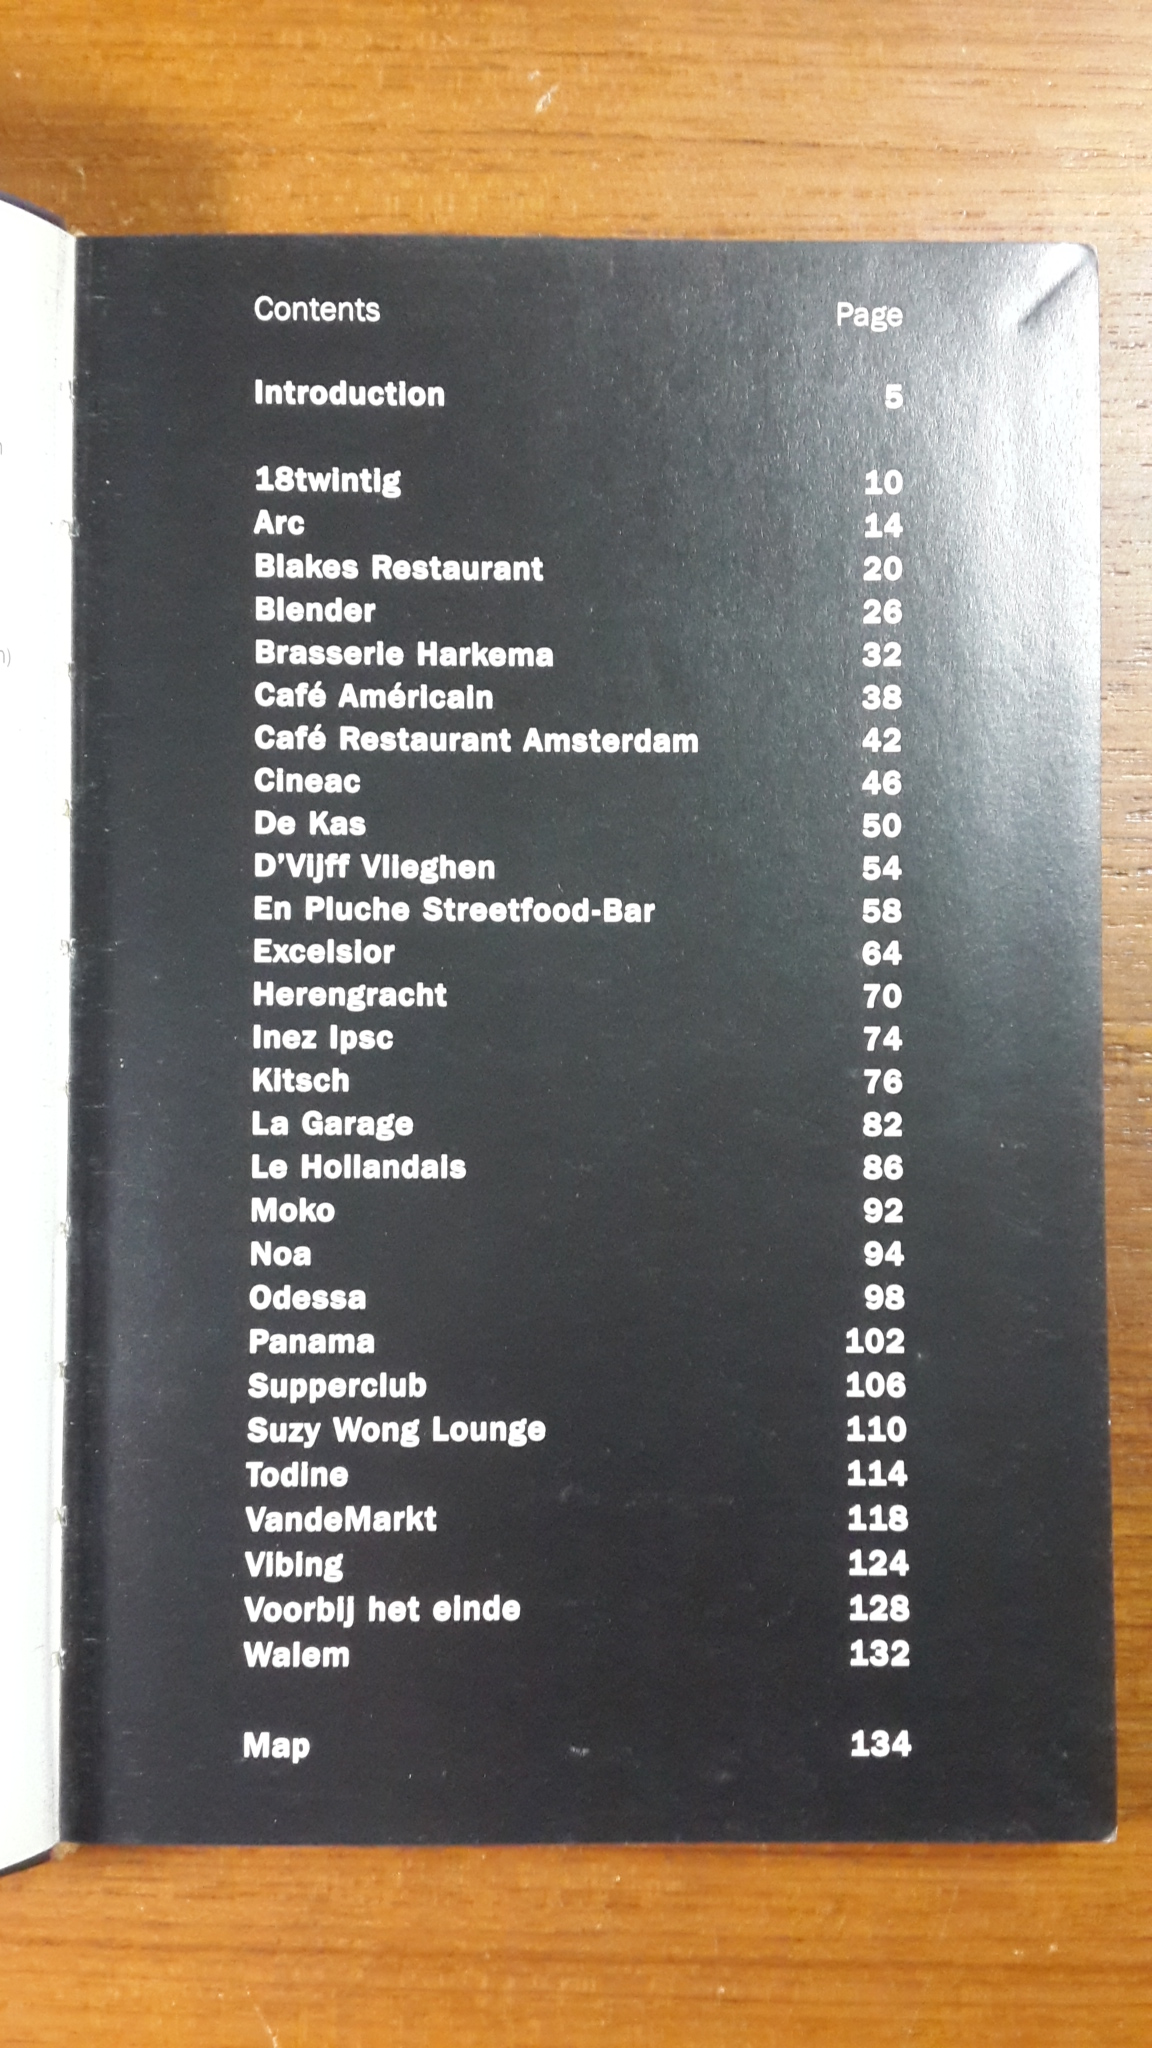 Contents Page
Introduction 5
18twintig 10
Arc 14
Blakes Restaurant 20
Blender 26
Brasserie Harkema 32
Café Américain 38
Café Restaurant Amsterdam 42
Cineac 46
De Kas 50
D'Vijff Vlieghen 54
En Pluche Streetfood-Bar 58
Excelsior 64
Herengracht 70
Inez Ipsc 74
Kitsch 76
La Garage 82
Le Hollandais 86
Moko 92
Noa 94
Odessa 98
Panama 102
Supperclub 106
Suzy Wong Lounge 110
Todine 114
VandeMarkt 118
Vibing 124
Voorbij het einde 128
Walem 132
Map 134